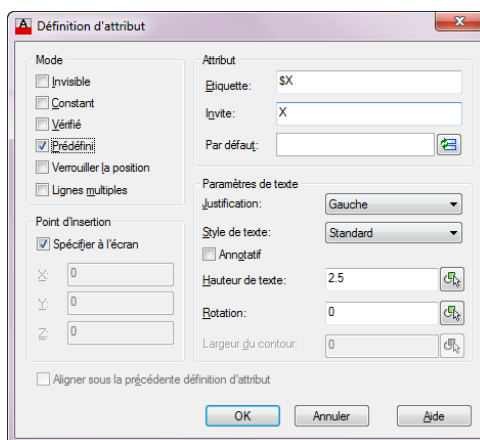 Définition d'attribut
Mode
Invisible
Constant
Vérifié
Prédéfini
Verrouiller la position
Lignes multiples
Point d'insertion
Spécifier à l'écran
X: 0
Y: 0
Z: 0
Attribut
Etiquette: $X
Invite: X
Par défaut:
Paramètres de texte
Justification: Gauche
Style de texte: Standard
Annotatif
Hauteur de texte: 2.5
Rotation: 0
Largeur du contour: 0
Aligner sous la précédente définition d'attribut
OK Annuler Aide